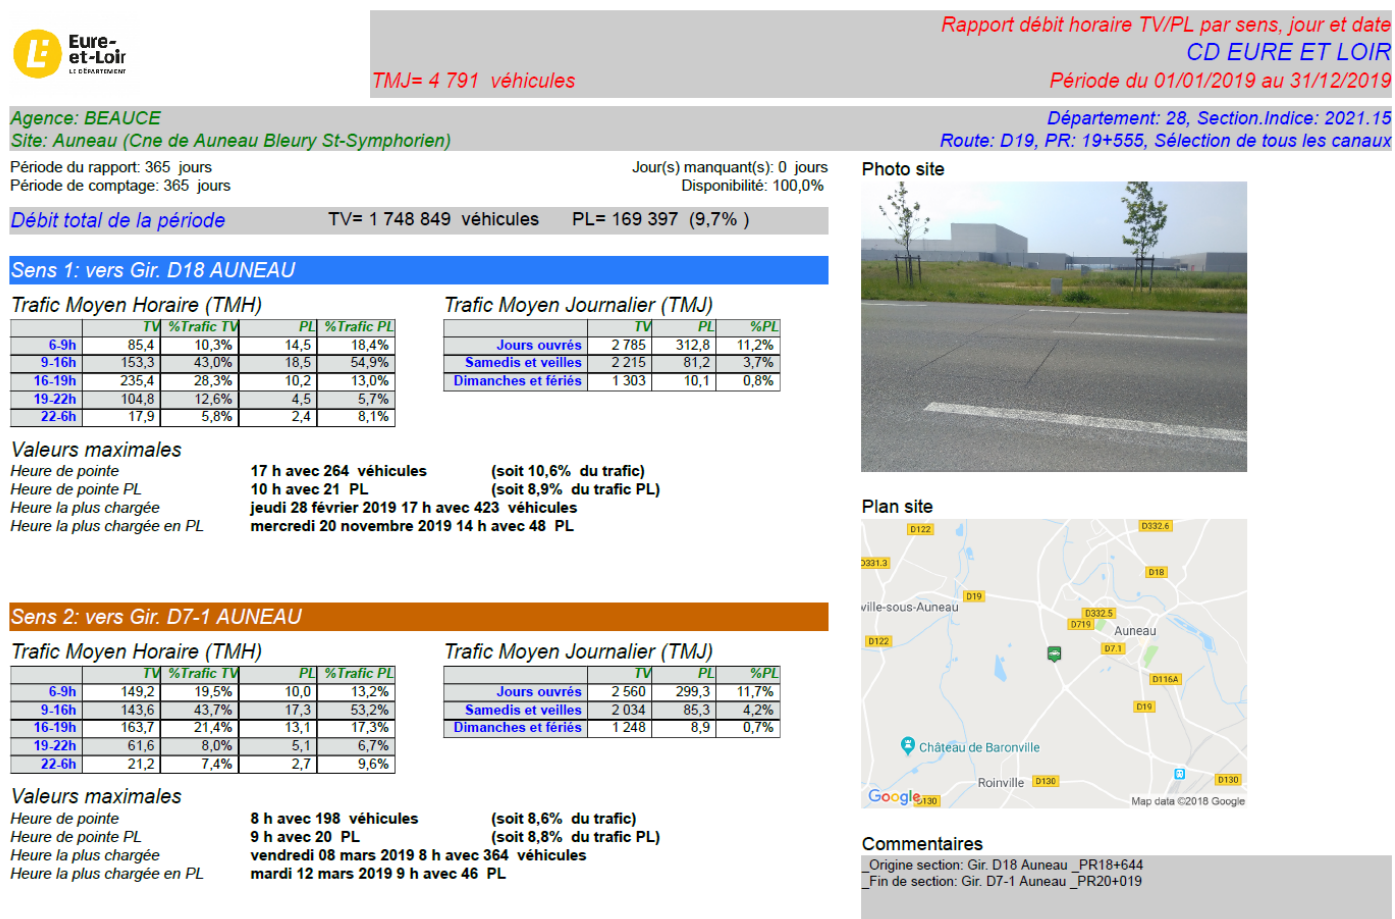 Eure-
et-Loir
LE DÉPARTEMENT
Rapport débit horaire TV/PL par sens, jour et date
CD EURE ET LOIR
TMJ= 4 791 véhicules
Période du 01/01/2019 au 31/12/2019
Agence: BEAUCE
Département: 28, Section.Indice: 2021.15
Site: Auneau (Cne de Auneau Bleury St-Symphorien)
Route: D19, PR: 19+555, Sélection de tous les canaux
Période du rapport: 365 jours
Jour(s) manquant(s): 0 jours
Période de comptage: 365 jours
Disponibilité: 100,0%
Débit total de la période TV= 1 748 849 véhicules PL= 169 397 (9,7% )
Sens 1: vers Gir. D18 AUNEAU
Trafic Moyen Horaire (TMH)
TV %Trafic TV PL %Trafic PL
6-9h 85,4 10,3% 14,5 18,4%
9-16h 153,3 43,0% 18,5 54,9%
16-19h 235,4 28,3% 10,2 13,0%
19-22h 104,8 12,6% 4,5 5,7%
22-6h 17,9 5,8% 2,4 8,1%
Trafic Moyen Journalier (TMJ)
TV PL %PL
Jours ouvrés 2 785 312,8 11,2%
Samedis et veilles 2 215 81,2 3,7%
Dimanches et fériés 1 303 10,1 0,8%
Valeurs maximales
Heure de pointe 17 h avec 264 véhicules (soit 10,6% du trafic)
Heure de pointe PL 10 h avec 21 PL (soit 8,9% du trafic PL)
Heure la plus chargée jeudi 28 février 2019 17 h avec 423 véhicules
Heure la plus chargée en PL mercredi 20 novembre 2019 14 h avec 48 PL
Sens 2: vers Gir. D7-1 AUNEAU
Trafic Moyen Horaire (TMH)
TV %Trafic TV PL %Trafic PL
6-9h 149,2 19,5% 10,0 13,2%
9-16h 143,6 43,7% 17,3 53,2%
16-19h 163,7 21,4% 13,1 17,3%
19-22h 61,6 8,0% 5,1 6,7%
22-6h 21,2 7,4% 2,7 9,6%
Trafic Moyen Journalier (TMJ)
TV PL %PL
Jours ouvrés 2 560 299,3 11,7%
Samedis et veilles 2 034 85,3 4,2%
Dimanches et fériés 1 248 8,9 0,7%
Valeurs maximales
Heure de pointe 8 h avec 198 véhicules (soit 8,6% du trafic)
Heure de pointe PL 9 h avec 20 PL (soit 8,8% du trafic PL)
Heure la plus chargée vendredi 08 mars 2019 8 h avec 364 véhicules
Heure la plus chargée en PL mardi 12 mars 2019 9 h avec 46 PL
Photo site
Plan site
D122
D332.6
D331.3
D18
D19
ville-sous-Auneau
D332.5
D719
Auneau
D122
D7.1
D116A
D19
Château de Baronville
Roinville
D130
D130
Google
D130
Map data ©2018 Google
Commentaires
_Origine section: Gir. D18 Auneau _PR18+644
_Fin de section: Gir. D7-1 Auneau _PR20+019